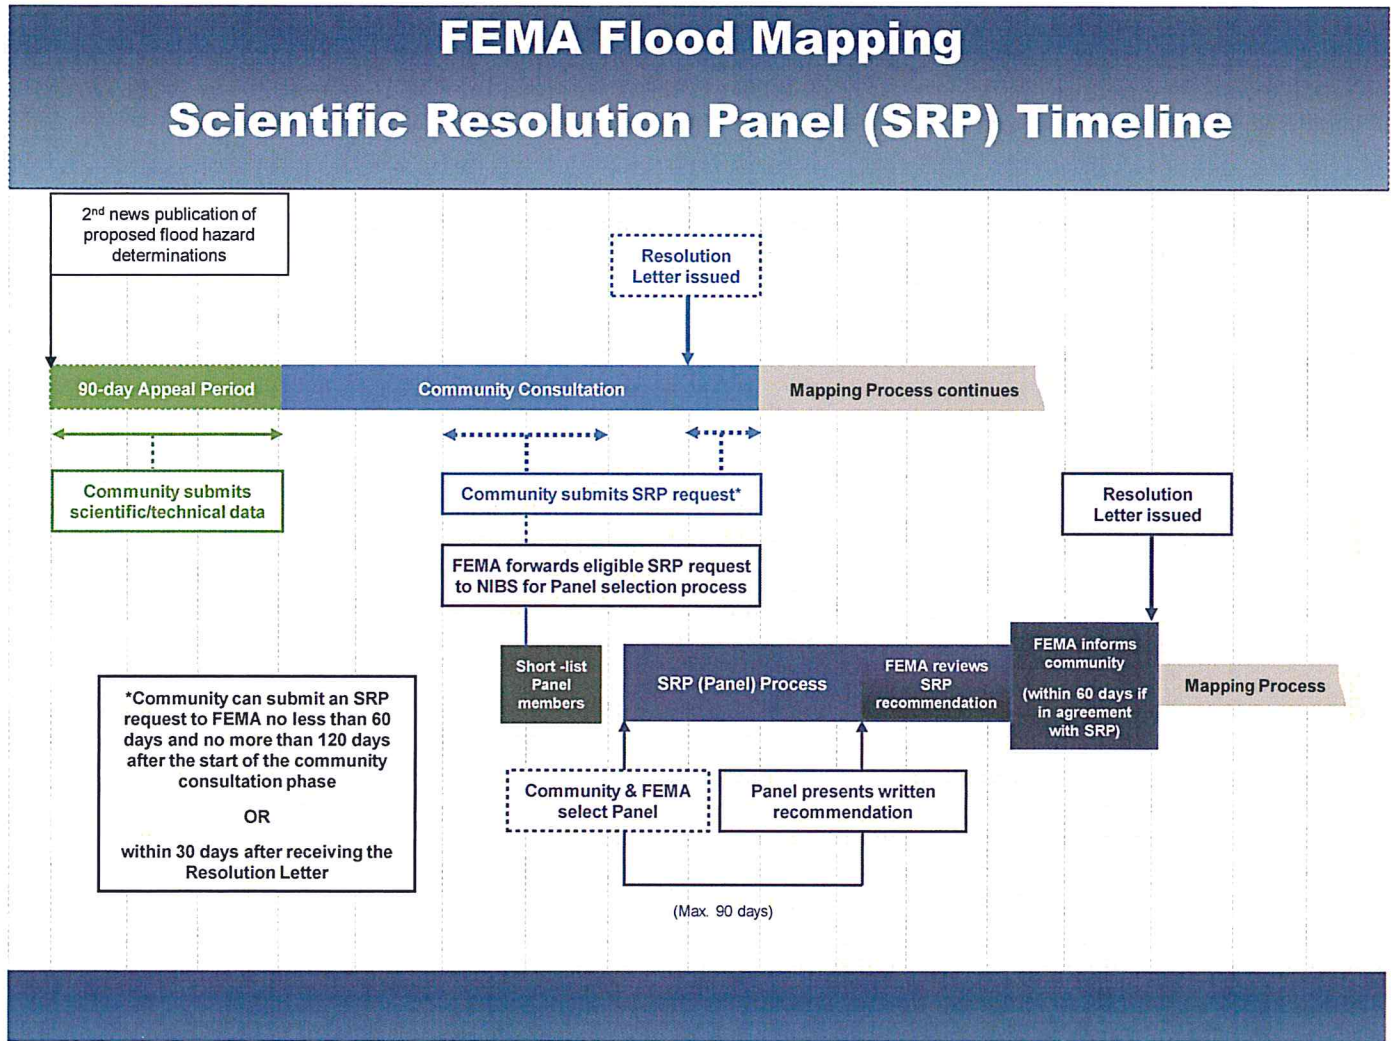 FEMA Flood Mapping
Scientific Resolution Panel (SRP) Timeline
2nd news publication of
proposed flood hazard
determinations
Resolution
Letter issued
90-day Appeal Period
Community Consultation
Mapping Process continues
Community submits
scientific/technical data
Community submits SRP request*
Resolution
Letter issued
FEMA forwards eligible SRP request
to NIBS for Panel selection process
Short -list
Panel
members
SRP (Panel) Process
FEMA reviews
SRP
recommendation
FEMA informs
community
(within 60 days if
in agreement
with SRP)
Mapping Process
*Community can submit an SRP
request to FEMA no less than 60
days and no more than 120 days
after the start of the community
consultation phase
OR
within 30 days after receiving the
Resolution Letter
Community & FEMA
select Panel
Panel presents written
recommendation
(Max. 90 days)